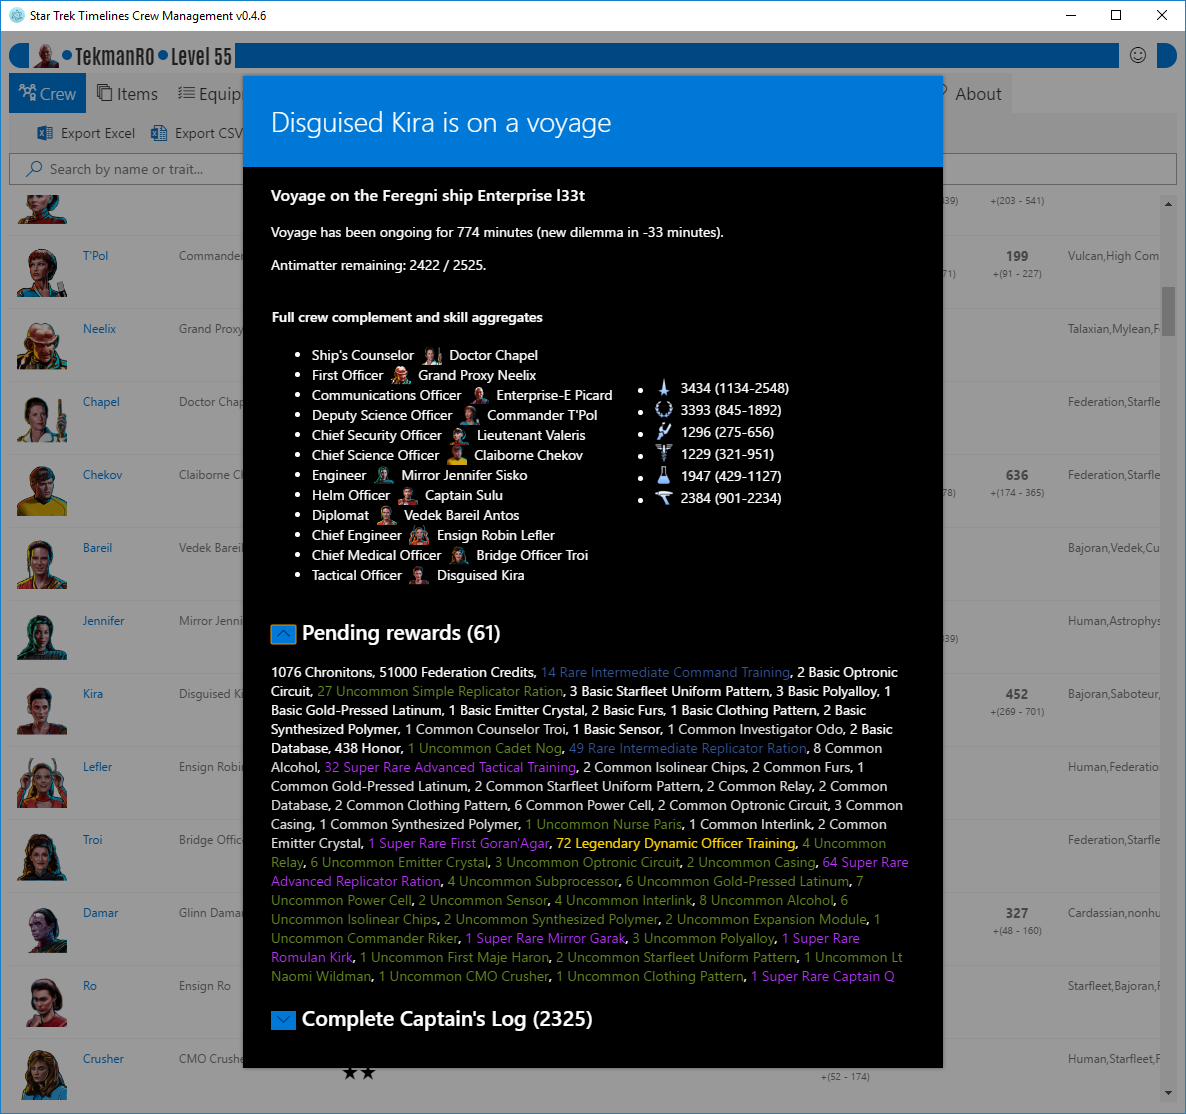 Star Trek Timelines Crew Management v0.4.6
TekmanRO Level 55
Crew Items Equip About
Export Excel Export CSV
Search by name or trait...
Disguised Kira is on a voyage
Voyage on the Feregni ship Enterprise l33t
Voyage has been ongoing for 774 minutes (new dilemma in -33 minutes).
Antimatter remaining: 2422 / 2525.
Full crew complement and skill aggregates
Ship's Counselor Doctor Chapel
First Officer Grand Proxy Neelix
Communications Officer Enterprise-E Picard
Deputy Science Officer Commander T'Pol
Chief Security Officer Lieutenant Valeris
Chief Science Officer Claiborne Chekov
Engineer Mirror Jennifer Sisko
Helm Officer Captain Sulu
Diplomat Vedek Bareil Antos
Chief Engineer Ensign Robin Lefler
Chief Medical Officer Bridge Officer Troi
Tactical Officer Disguised Kira
3434 (1134-2548)
3393 (845-1892)
1296 (275-656)
1229 (321-951)
1947 (429-1127)
2384 (901-2234)
Pending rewards (61)
1076 Chronitons, 51000 Federation Credits, 14 Rare Intermediate Command Training, 2 Basic Optronic
Circuit, 27 Uncommon Simple Replicator Ration, 3 Basic Starfleet Uniform Pattern, 3 Basic Polyalloy, 1
Basic Gold-Pressed Latinum, 1 Basic Emitter Crystal, 2 Basic Furs, 1 Basic Clothing Pattern, 2 Basic
Synthesized Polymer, 1 Common Counselor Troi, 1 Basic Sensor, 1 Common Investigator Odo, 2 Basic
Database, 438 Honor, 1 Uncommon Cadet Nog, 49 Rare Intermediate Replicator Ration, 8 Common
Alcohol, 32 Super Rare Advanced Tactical Training, 2 Common Isolinear Chips, 2 Common Furs, 1
Common Gold-Pressed Latinum, 2 Common Starfleet Uniform Pattern, 2 Common Relay, 2 Common
Database, 2 Common Clothing Pattern, 6 Common Power Cell, 2 Common Optronic Circuit, 3 Common
Casing, 1 Common Synthesized Polymer, 1 Uncommon Nurse Paris, 1 Common Interlink, 2 Common
Emitter Crystal, 1 Super Rare First Goran'Agar, 72 Legendary Dynamic Officer Training, 4 Uncommon
Relay, 6 Uncommon Emitter Crystal, 3 Uncommon Optronic Circuit, 2 Uncommon Casing, 64 Super Rare
Advanced Replicator Ration, 4 Uncommon Subprocessor, 6 Uncommon Gold-Pressed Latinum, 7
Uncommon Power Cell, 2 Uncommon Sensor, 4 Uncommon Interlink, 8 Uncommon Alcohol, 6
Uncommon Isolinear Chips, 2 Uncommon Synthesized Polymer, 2 Uncommon Expansion Module, 1
Uncommon Commander Riker, 1 Super Rare Mirror Garak, 3 Uncommon Polyalloy, 1 Super Rare
Romulan Kirk, 1 Uncommon First Maje Haron, 2 Uncommon Starfleet Uniform Pattern, 1 Uncommon Lt
Naomi Wildman, 1 Uncommon CMO Crusher, 1 Uncommon Clothing Pattern, 1 Super Rare Captain Q
Complete Captain's Log (2325)
39) +(203 - 541)
T'Pol Commander 199 Vulcan,High Com
71) +(91 - 227)
Neelix Grand Proxy Talaxian,Mylean,F
Chapel Doctor Chap Federation,Starfle
Chekov Claiborne Ch 636 Federation,Starfle
78) +(174 - 365)
Bareil Vedek Bareil Bajoran,Vedek,Cu
Jennifer Mirror Jenni Human,Astrophys
39)
Kira Disguised Ki 452 Bajoran,Saboteur,
+(269 - 701)
Lefler Ensign Robin Human,Federatio
Troi Bridge Offic Federation,Starfle
Damar Glinn Damar 327 Cardassian,nonhu
+(48 - 160)
Ro Ensign Ro Starfleet,Bajoran,F
Crusher CMO Crushe Human,Starfleet,F
+(52 - 174)